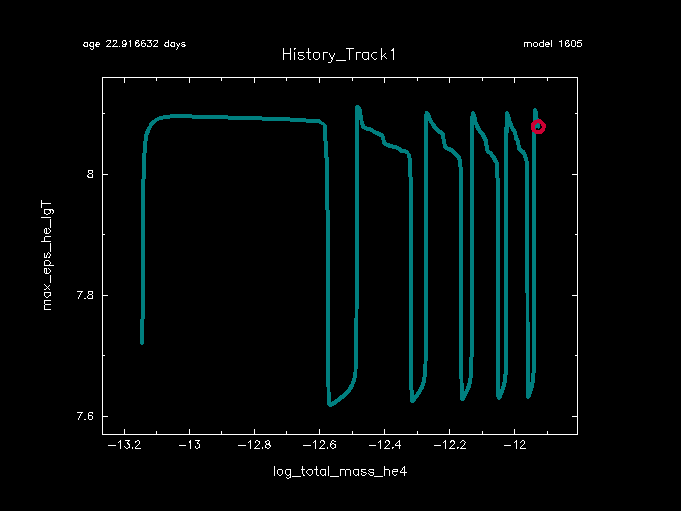 age 22.916632 days
model 1605
History_Track1
8
7.8
7.6
max_eps_he_lgT
-13.2
-13
-12.8
-12.6
-12.4
-12.2
-12
log_total_mass_he4